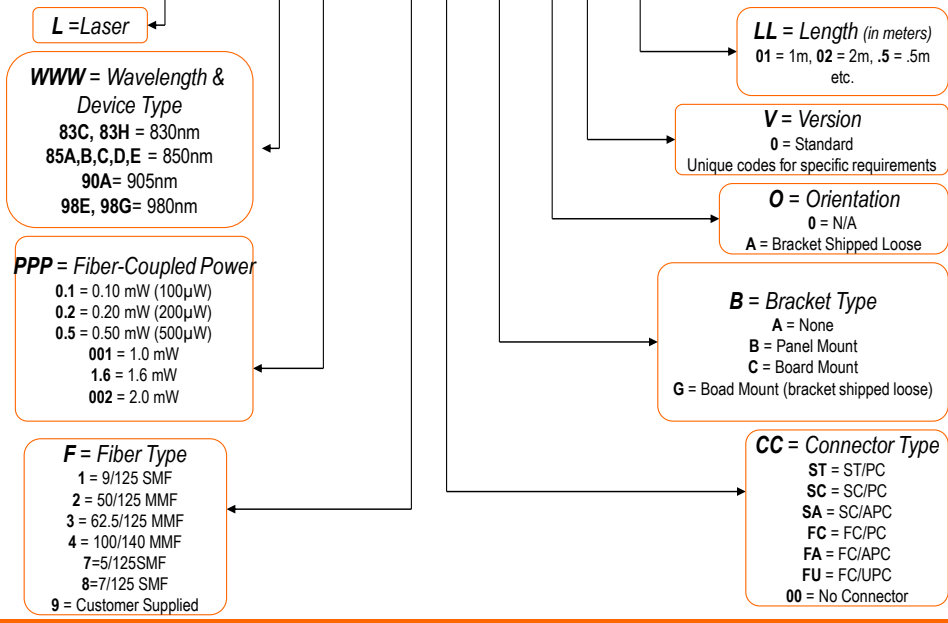 L =Laser
WWW = Wavelength &
Device Type
83C, 83H = 830nm
85A,B,C,D,E = 850nm
90A= 905nm
98E, 98G= 980nm
PPP = Fiber-Coupled Power
0.1 = 0.10 mW (100µW)
0.2 = 0.20 mW (200µW)
0.5 = 0.50 mW (500µW)
001 = 1.0 mW
1.6 = 1.6 mW
002 = 2.0 mW
F = Fiber Type
1 = 9/125 SMF
2 = 50/125 MMF
3 = 62.5/125 MMF
4 = 100/140 MMF
7=5/125SMF
8=7/125 SMF
9 = Customer Supplied
LL = Length (in meters)
01 = 1m, 02 = 2m, .5 = .5m
etc.
V = Version
0 = Standard
Unique codes for specific requirements
O = Orientation
0 = N/A
A = Bracket Shipped Loose
B = Bracket Type
A = None
B = Panel Mount
C = Board Mount
G = Boad Mount (bracket shipped loose)
CC = Connector Type
ST = ST/PC
SC = SC/PC
SA = SC/APC
FC = FC/PC
FA = FC/APC
FU = FC/UPC
00 = No Connector